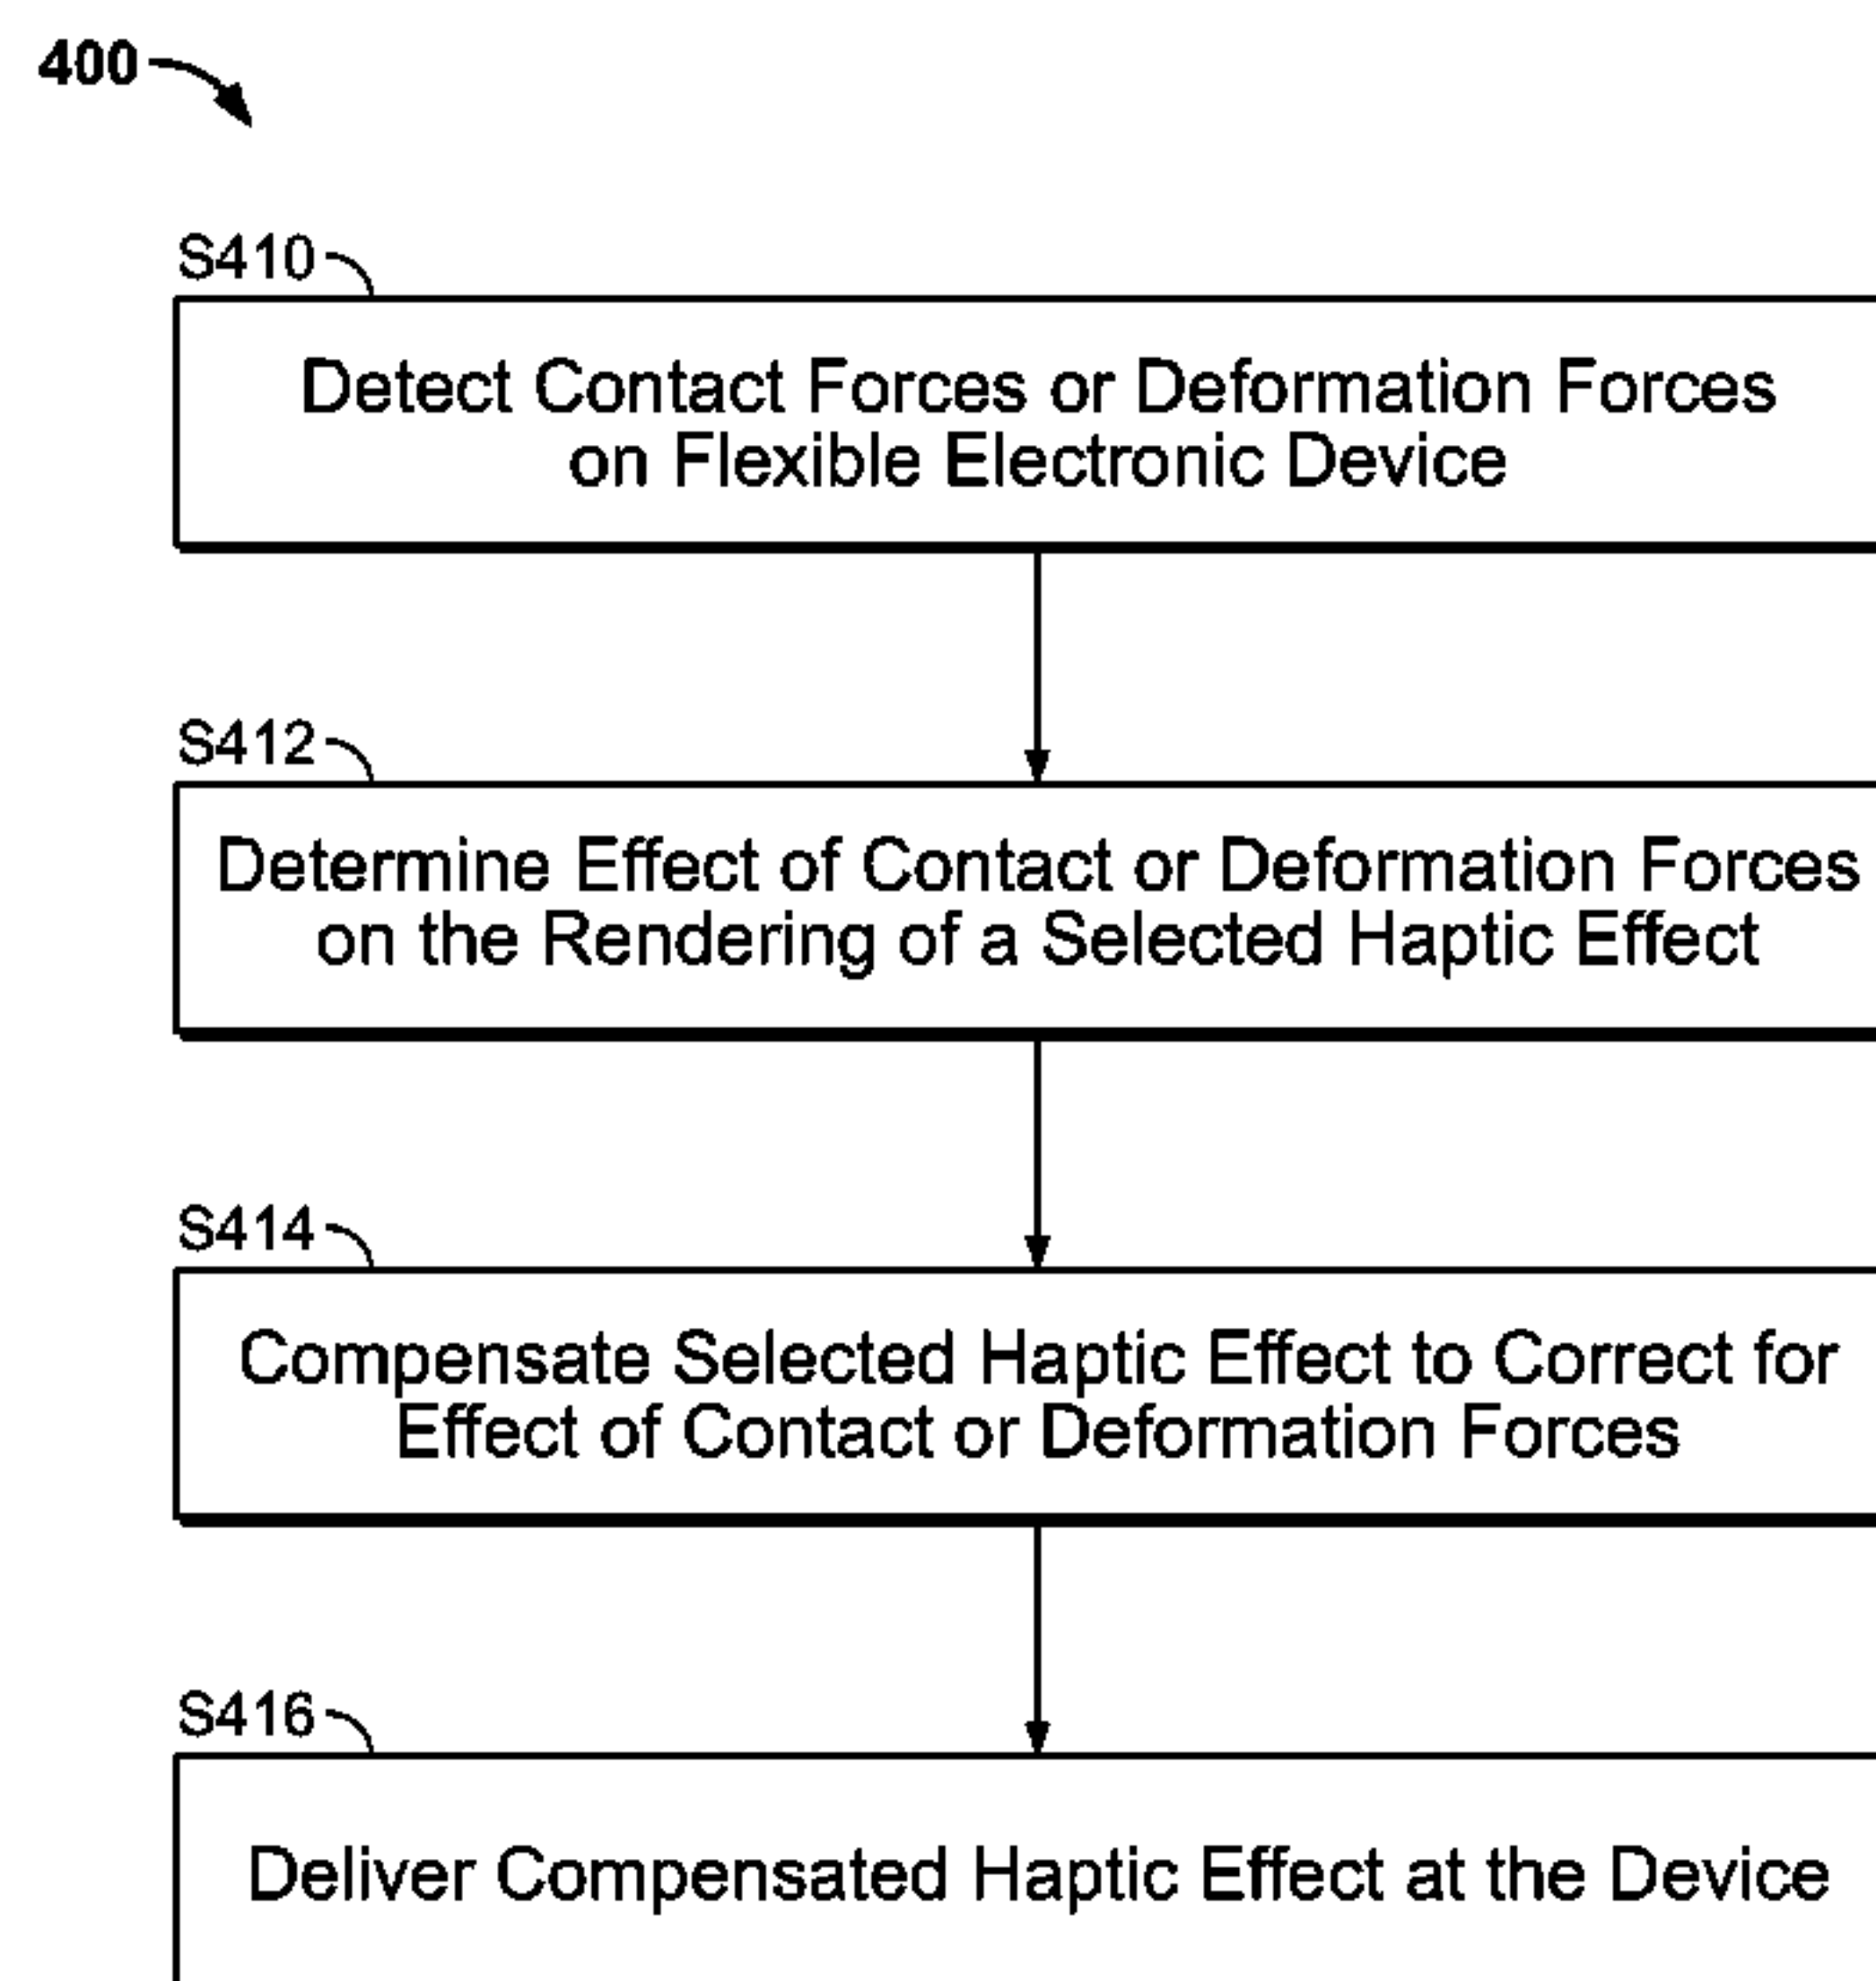 400
S410
Detect Contact Forces or Deformation Forces
on Flexible Electronic Device
S412
Determine Effect of Contact or Deformation Forces
on the Rendering of a Selected Haptic Effect
S414
Compensate Selected Haptic Effect to Correct for
Effect of Contact or Deformation Forces
S416
Deliver Compensated Haptic Effect at the Device